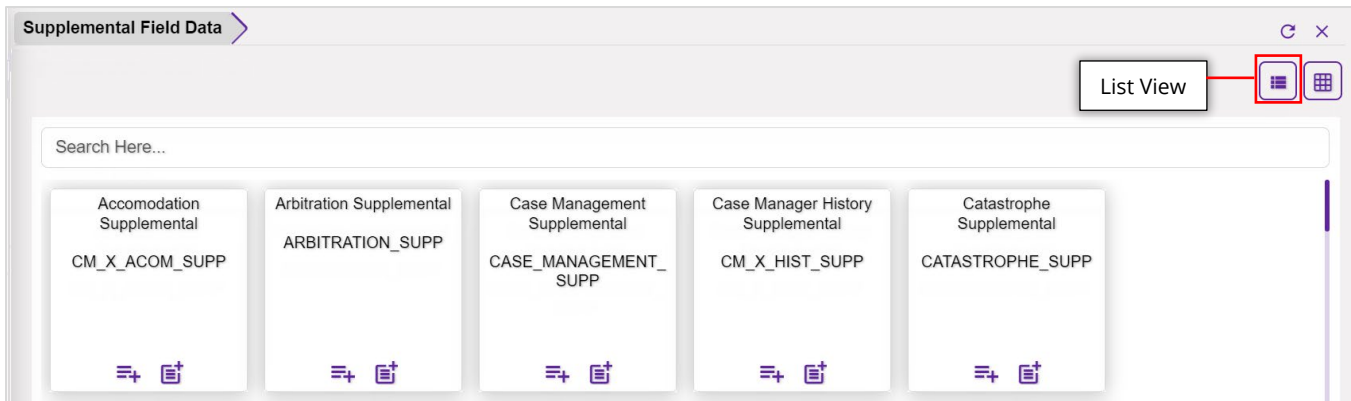 Supplemental Field Data
List View
Search Here...
Accomodation
Supplemental
CM_X_ACOM_SUPP
Arbitration Supplemental
ARBITRATION_SUPP
Case Management
Supplemental
CASE_MANAGEMENT_
SUPP
Case Manager History
Supplemental
CM_X_HIST_SUPP
Catastrophe
Supplemental
CATASTROPHE_SUPP